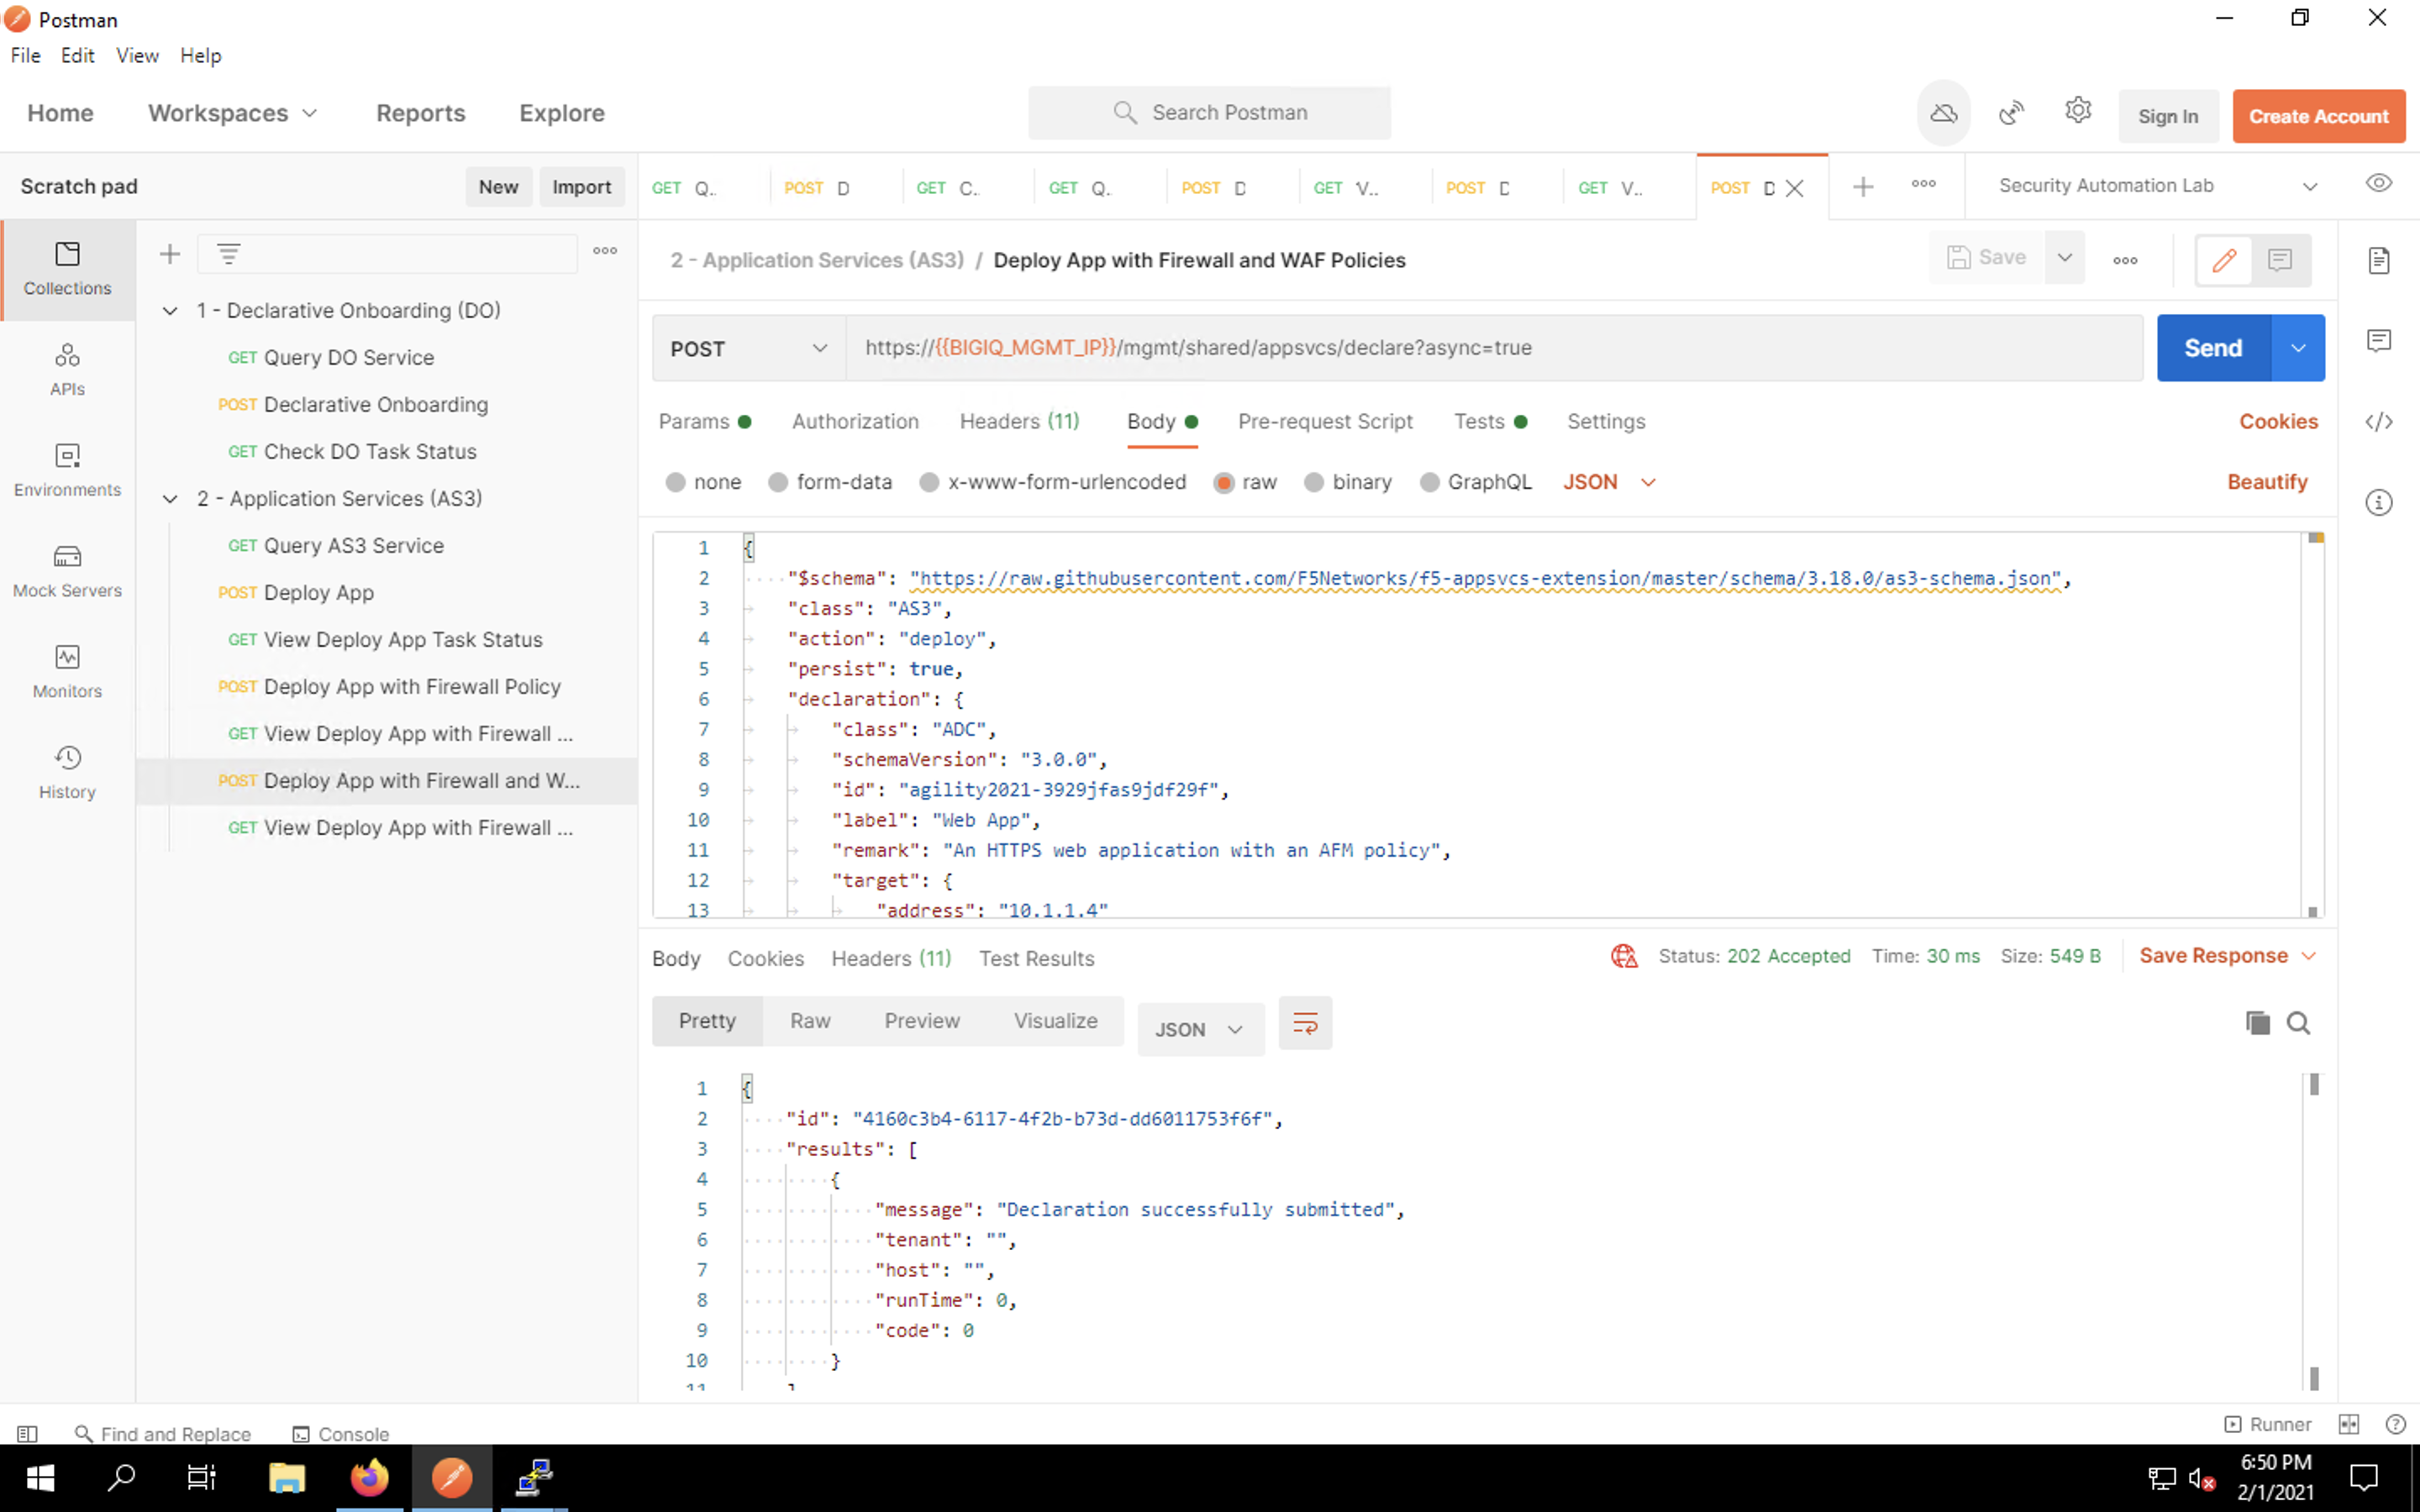 Postman
File Edit View Help
Home Workspaces Reports Explore
Search Postman
Sign In
Create Account
Scratch pad
New
Import
GET Q..
POST D
GET C..
GET Q..
POST D
GET V..
POST D
GET V..
POST D
Security Automation Lab
Collections
APIs
Environments
Mock Servers
Monitors
History
1 - Declarative Onboarding (DO)
GET Query DO Service
POST Declarative Onboarding
GET Check DO Task Status
2 - Application Services (AS3)
GET Query AS3 Service
POST Deploy App
GET View Deploy App Task Status
POST Deploy App with Firewall Policy
GET View Deploy App with Firewall ...
POST Deploy App with Firewall and W...
GET View Deploy App with Firewall ...
2 - Application Services (AS3) / Deploy App with Firewall and WAF Policies
Save
POST
https://{{BIGIQ_MGMT_IP}}/mgmt/shared/appsvcs/declare?async=true
Send
Params Authorization Headers (11) Body Pre-request Script Tests Settings Cookies
none form-data x-www-form-urlencoded raw binary GraphQL JSON Beautify
1 {
2 "$schema": "https://raw.githubusercontent.com/F5Networks/f5-appsvcs-extension/master/schema/3.18.0/as3-schema.json",
3 "class": "AS3",
4 "action": "deploy",
5 "persist": true,
6 "declaration": {
7 "class": "ADC",
8 "schemaVersion": "3.0.0",
9 "id": "agility2021-3929jfas9jdf29f",
10 "label": "Web App",
11 "remark": "An HTTPS web application with an AFM policy",
12 "target": {
13 "address": "10.1.1.4"
Body Cookies Headers (11) Test Results
Status: 202 Accepted Time: 30 ms Size: 549 B Save Response
Pretty Raw Preview Visualize JSON
1 {
2 "id": "4160c3b4-6117-4f2b-b73d-dd6011753f6f",
3 "results": [
4 {
5 "message": "Declaration successfully submitted",
6 "tenant": "",
7 "host": "",
8 "runTime": 0,
9 "code": 0
10 }
11 ]
Find and Replace Console
Runner
6:50 PM
2/1/2021